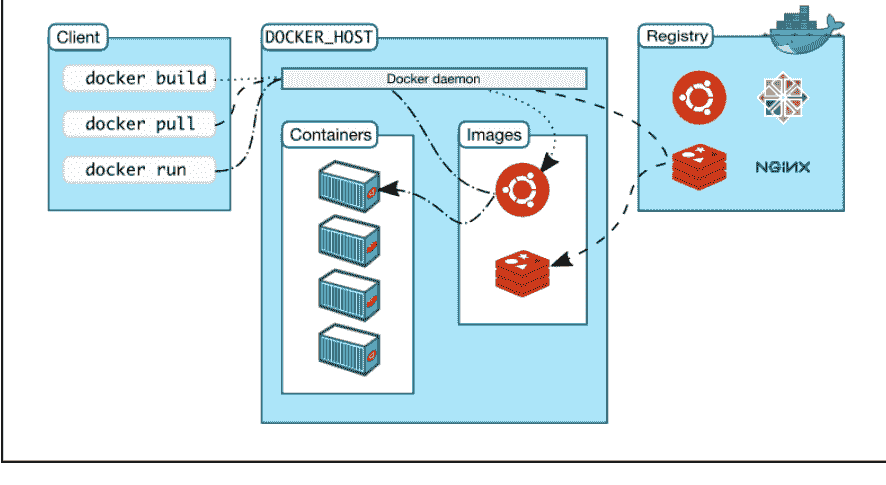 Client
docker build
docker pull
docker run
DOCKER_HOST
Docker daemon
Containers
Images
Registry
NGINX